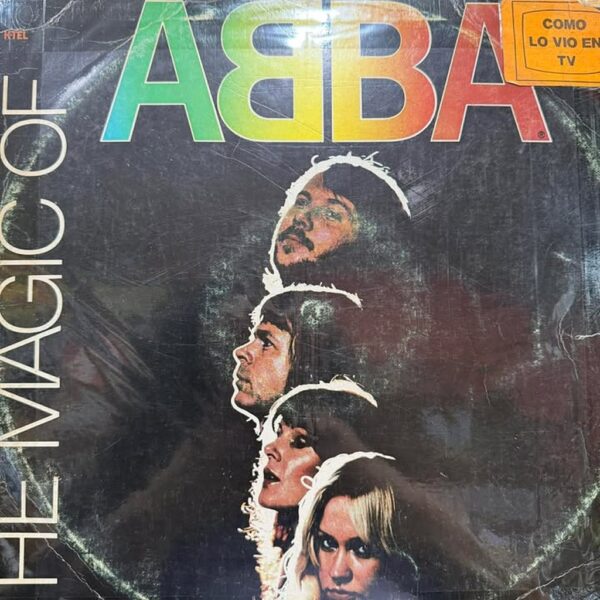 K-TEL
ABBA
®
COMO
LO VIO EN
TV
HE MAGIC OF